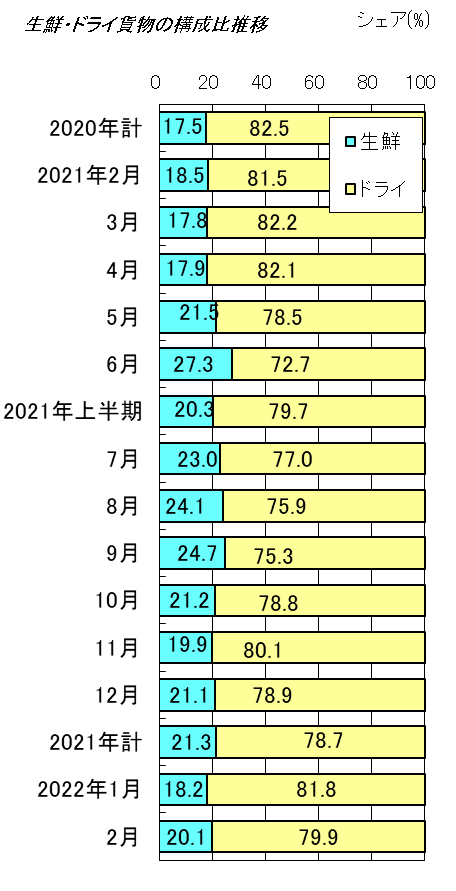 生鮮・ドライ貨物の構成比推移
シェア(%)
0 20 40 60 80 100
2020年計 17.5 82.5
生鮮
2021年2月 18.5 81.5
ドライ
3月 17.8 82.2
4月 17.9 82.1
5月 21.5 78.5
6月 27.3 72.7
2021年上半期 20.3 79.7
7月 23.0 77.0
8月 24.1 75.9
9月 24.7 75.3
10月 21.2 78.8
11月 19.9 80.1
12月 21.1 78.9
2021年計 21.3 78.7
2022年1月 18.2 81.8
2月 20.1 79.9